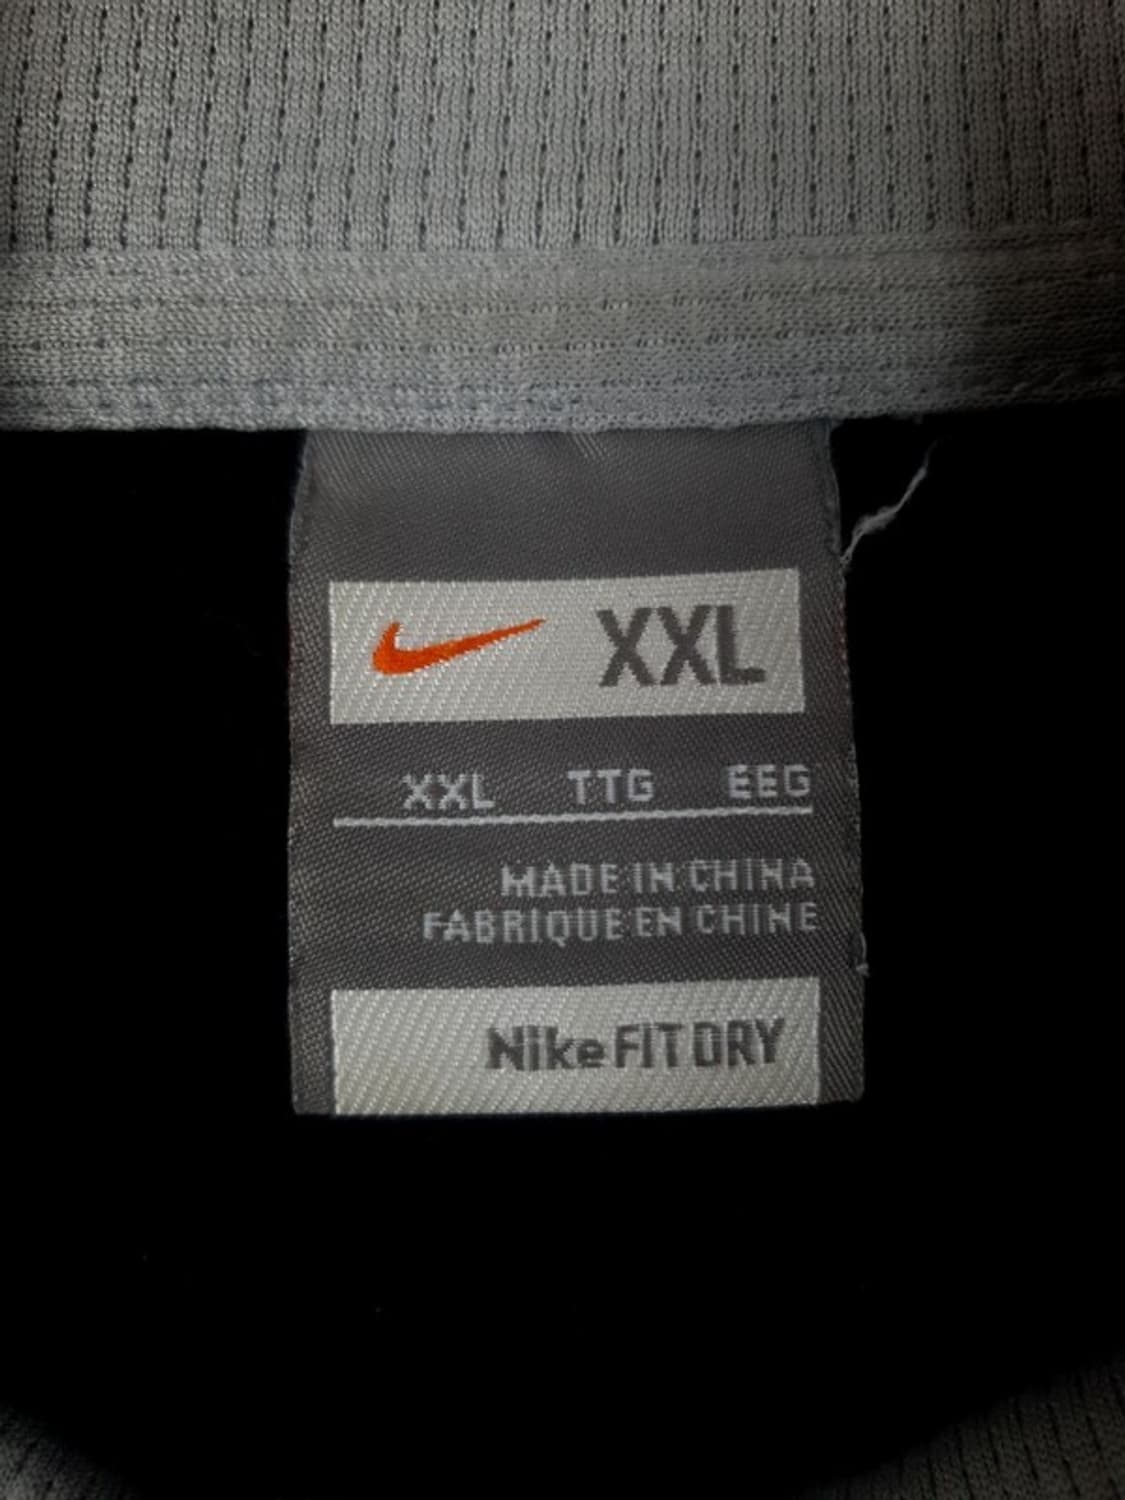 XXL
XXL TTG EEG
MADE IN CHINA
FABRIQUE EN CHINE
Nike FIT DRY